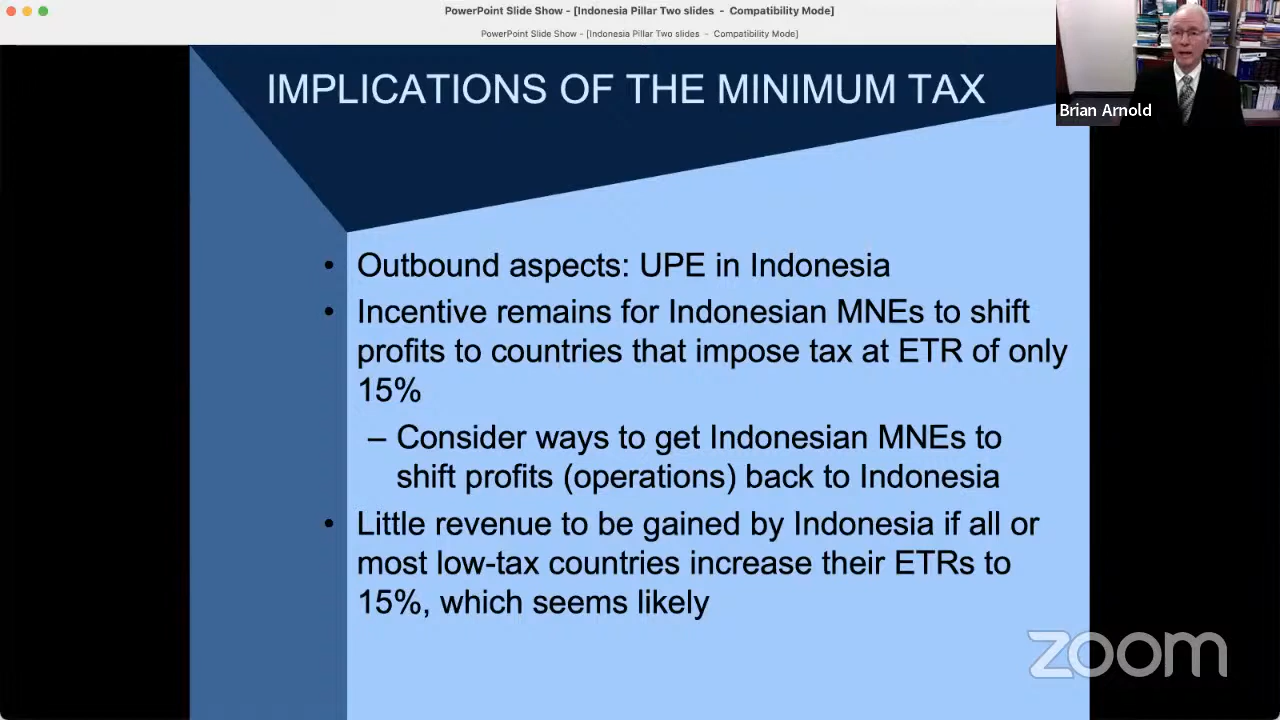 PowerPoint Slide Show - [Indonesia Pillar Two slides  -  Compatibility Mode]
PowerPoint Slide Show - [Indonesia Pillar Two slides  -  Compatibility Mode]
IMPLICATIONS OF THE MINIMUM TAX
Brian Arnold
• Outbound aspects: UPE in Indonesia
• Incentive remains for Indonesian MNEs to shift
profits to countries that impose tax at ETR of only
15%
– Consider ways to get Indonesian MNEs to
shift profits (operations) back to Indonesia
• Little revenue to be gained by Indonesia if all or
most low-tax countries increase their ETRs to
15%, which seems likely
zoom